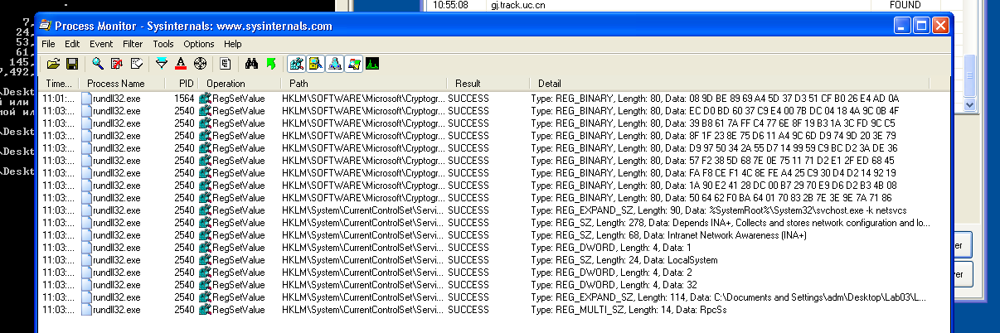 10:55:08 gj.track.uc.cn FOUND
Process Monitor - Sysinternals: www.sysinternals.com
7,
24,
53,
61,
145,
7,492,
\Deskt
й или
мой ил
\Deskt
\Deskt
\Deskt
File Edit Event Filter Tools Options Help
Time... Process Name PID Operation Path Result Detail
11:01:... rundll32.exe 1564 RegSetValue HKLM\SOFTWARE\Microsoft\Cryptogr... SUCCESS Type: REG_BINARY, Length: 80, Data: 08 9D BE 89 69 A4 5D 37 D3 51 CF B0 26 E4 AD 0A
11:03:... rundll32.exe 2540 RegSetValue HKLM\SOFTWARE\Microsoft\Cryptogr... SUCCESS Type: REG_BINARY, Length: 80, Data: EC D0 BD 60 37 C9 E4 00 7B DC 04 18 4A 9C 0B 4F
11:03:... rundll32.exe 2540 RegSetValue HKLM\SOFTWARE\Microsoft\Cryptogr... SUCCESS Type: REG_BINARY, Length: 80, Data: 39 B8 61 7A FF C4 77 6E 8F 19 B3 1A 3C FD 9C C5
11:03:... rundll32.exe 2540 RegSetValue HKLM\SOFTWARE\Microsoft\Cryptogr... SUCCESS Type: REG_BINARY, Length: 80, Data: 8F 1F 23 8E 75 D6 11 A4 9C 6D D9 74 9D 20 3E 79
11:03:... rundll32.exe 2540 RegSetValue HKLM\SOFTWARE\Microsoft\Cryptogr... SUCCESS Type: REG_BINARY, Length: 80, Data: D9 97 50 34 2A 55 D7 14 99 59 C9 BC D2 3A DE 36
11:03:... rundll32.exe 2540 RegSetValue HKLM\SOFTWARE\Microsoft\Cryptogr... SUCCESS Type: REG_BINARY, Length: 80, Data: 57 F2 38 5D 68 7E 0E 75 11 71 D2 E1 2F ED 68 45
11:03:... rundll32.exe 2540 RegSetValue HKLM\SOFTWARE\Microsoft\Cryptogr... SUCCESS Type: REG_BINARY, Length: 80, Data: FA F8 CE F1 4C 8E FE A4 25 C9 30 D4 D2 14 92 19
11:03:... rundll32.exe 2540 RegSetValue HKLM\SOFTWARE\Microsoft\Cryptogr... SUCCESS Type: REG_BINARY, Length: 80, Data: 1A 90 E2 41 28 DC 00 B7 29 70 E9 D6 D2 B3 4B 08
11:03:... rundll32.exe 2540 RegSetValue HKLM\SOFTWARE\Microsoft\Cryptogr... SUCCESS Type: REG_BINARY, Length: 80, Data: 50 64 62 F0 BA 64 01 70 83 2B 7E 3E 9E 7A 71 86
11:03:... rundll32.exe 2540 RegSetValue HKLM\System\CurrentControlSet\Servi... SUCCESS Type: REG_EXPAND_SZ, Length: 90, Data: %SystemRoot%\System32\svchost.exe -k netsvcs
11:03:... rundll32.exe 2540 RegSetValue HKLM\System\CurrentControlSet\Servi... SUCCESS Type: REG_SZ, Length: 278, Data: Depends INA+, Collects and stores network configuration and lo...
11:03:... rundll32.exe 2540 RegSetValue HKLM\System\CurrentControlSet\Servi... SUCCESS Type: REG_SZ, Length: 68, Data: Intranet Network Awareness (INA+)
11:03:... rundll32.exe 2540 RegSetValue HKLM\System\CurrentControlSet\Servi... SUCCESS Type: REG_DWORD, Length: 4, Data: 1
11:03:... rundll32.exe 2540 RegSetValue HKLM\System\CurrentControlSet\Servi... SUCCESS Type: REG_SZ, Length: 24, Data: LocalSystem
11:03:... rundll32.exe 2540 RegSetValue HKLM\System\CurrentControlSet\Servi... SUCCESS Type: REG_DWORD, Length: 4, Data: 2
11:03:... rundll32.exe 2540 RegSetValue HKLM\System\CurrentControlSet\Servi... SUCCESS Type: REG_DWORD, Length: 4, Data: 32
11:03:... rundll32.exe 2540 RegSetValue HKLM\System\CurrentControlSet\Servi... SUCCESS Type: REG_EXPAND_SZ, Length: 114, Data: C:\Documents and Settings\adm\Desktop\Lab03\L...
11:03:... rundll32.exe 2540 RegSetValue HKLM\System\CurrentControlSet\Servi... SUCCESS Type: REG_MULTI_SZ, Length: 14, Data: RpcSs
er
ver